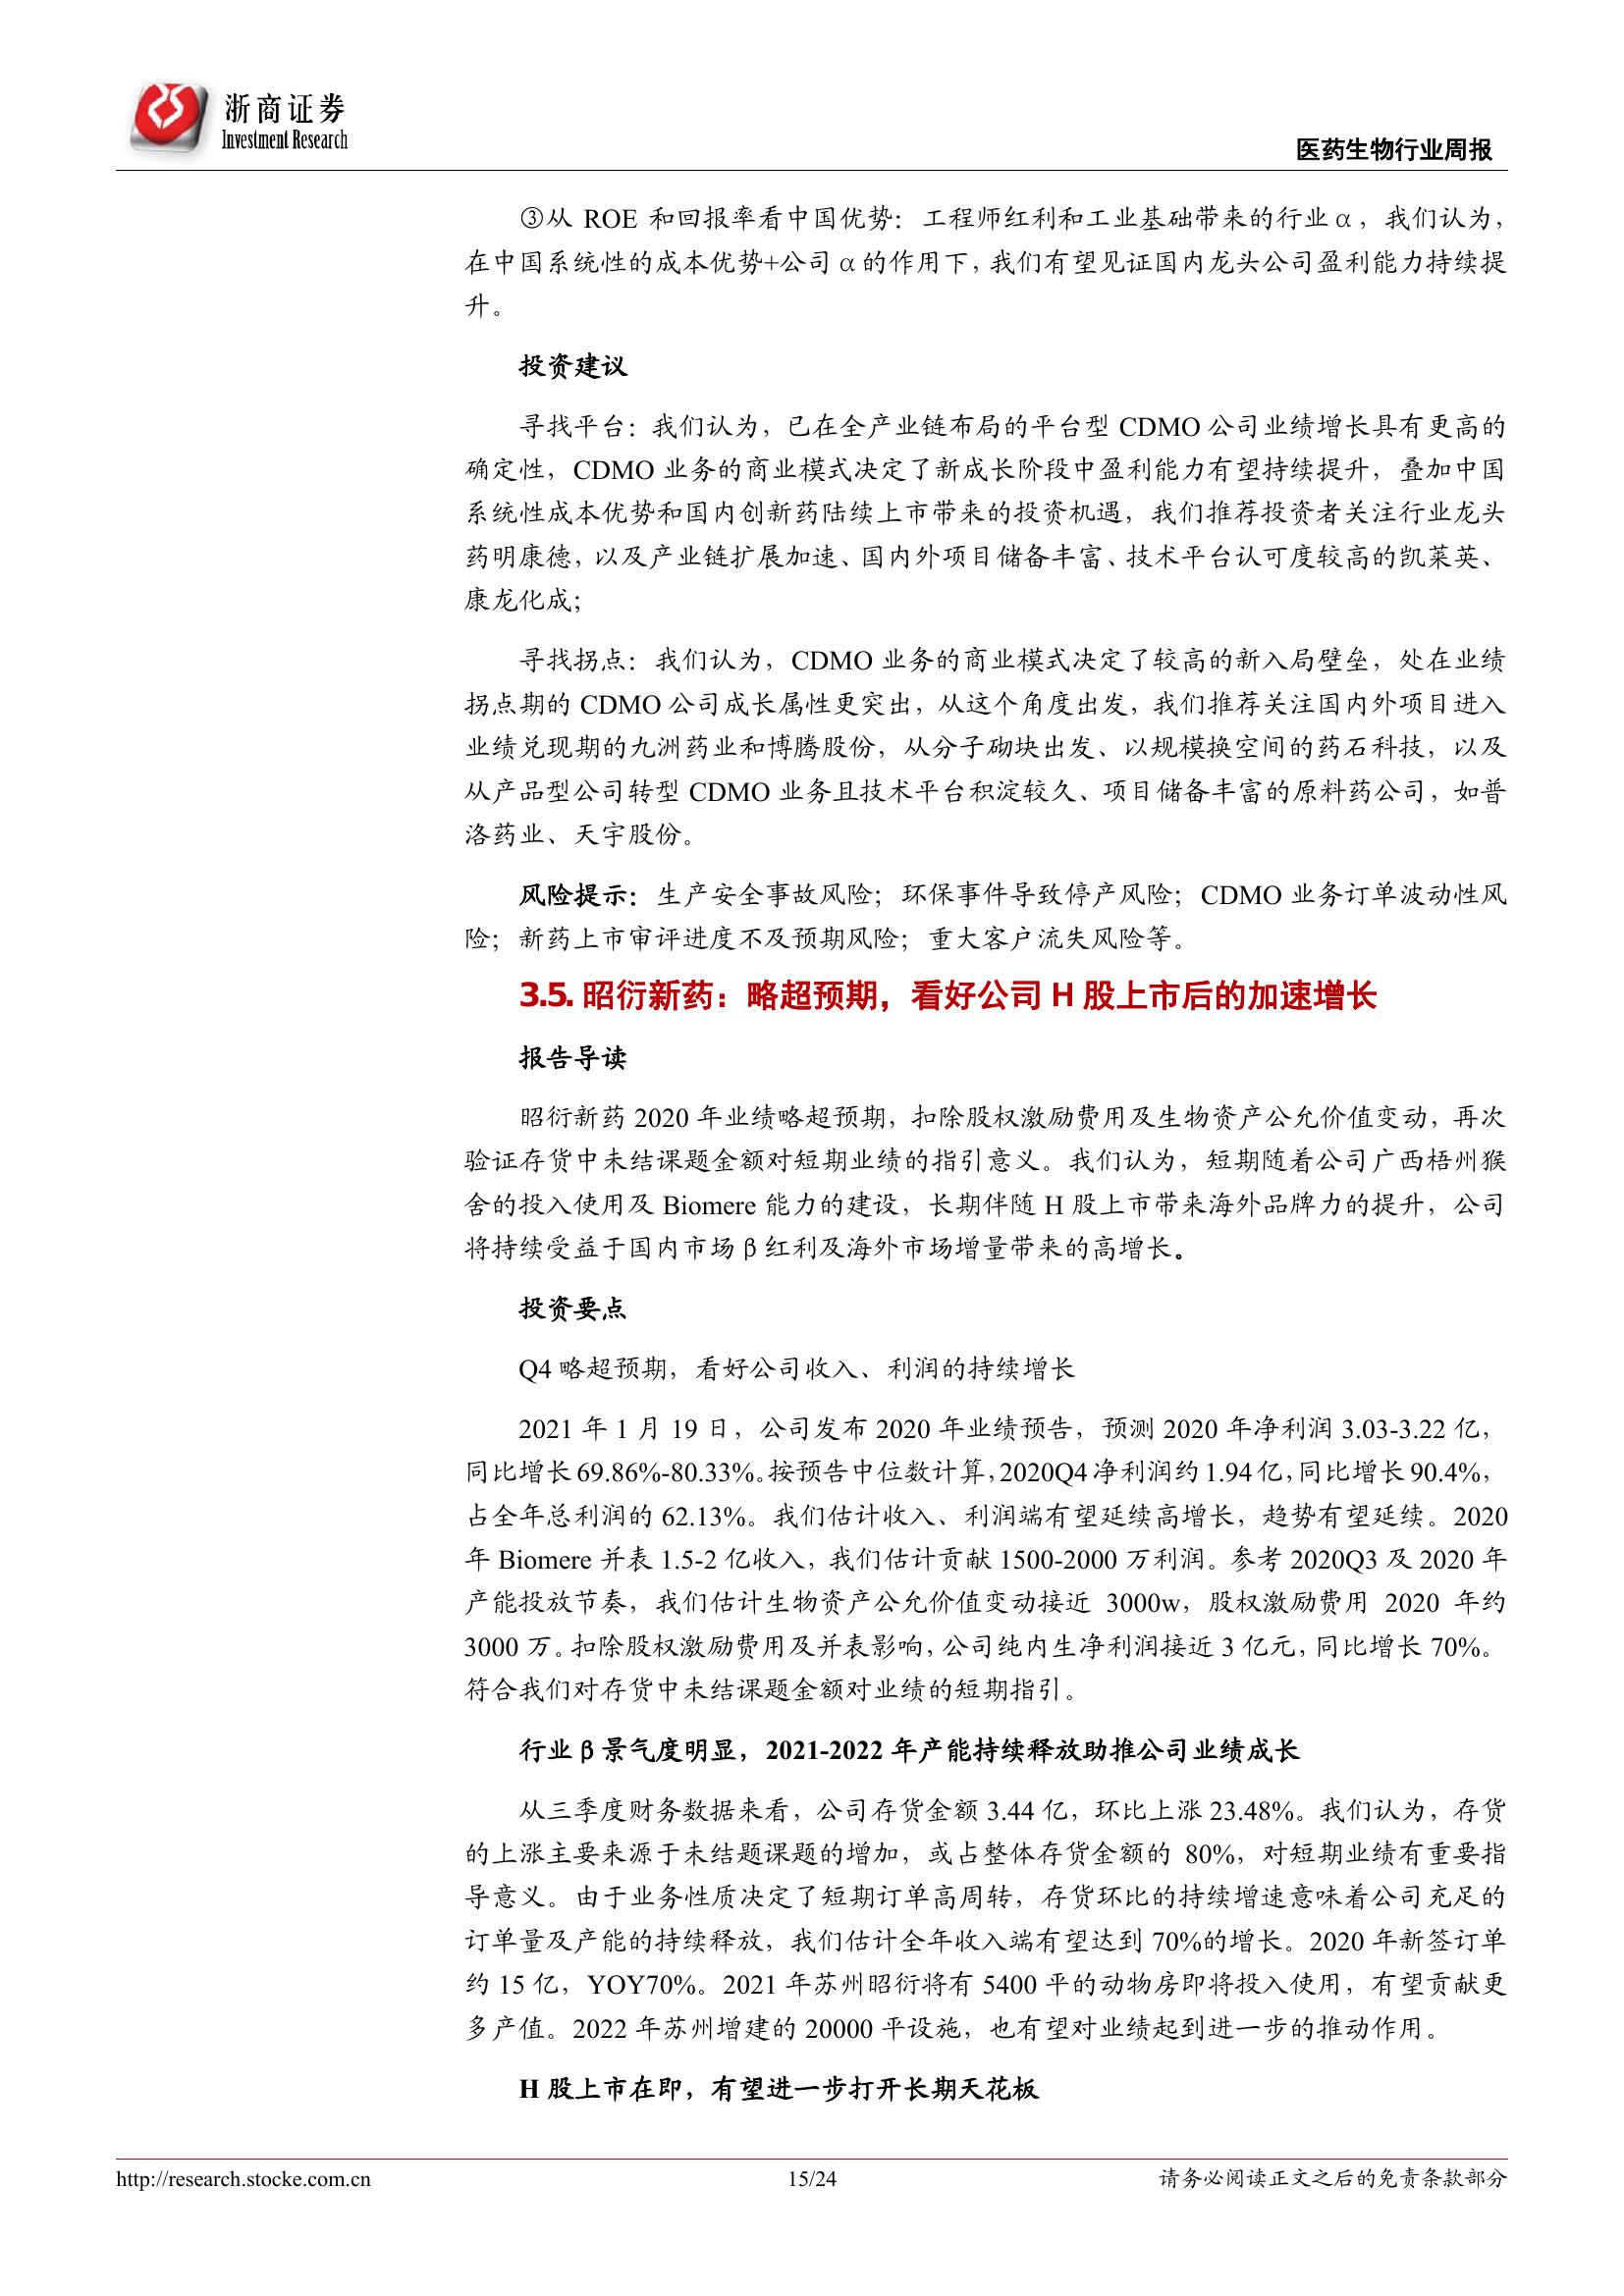 浙商证券
Investment Research
医药生物行业周报
③从 ROE 和回报率看中国优势：工程师红利和工业基础带来的行业α，我们认为，
在中国系统性的成本优势+公司α的作用下，我们有望见证国内龙头公司盈利能力持续提
升。
投资建议
寻找平台：我们认为，已在全产业链布局的平台型 CDMO 公司业绩增长具有更高的
确定性，CDMO 业务的商业模式决定了新成长阶段中盈利能力有望持续提升，叠加中国
系统性成本优势和国内创新药陆续上市带来的投资机遇，我们推荐投资者关注行业龙头
药明康德，以及产业链扩展加速、国内外项目储备丰富、技术平台认可度较高的凯莱英、
康龙化成；
寻找拐点：我们认为，CDMO 业务的商业模式决定了较高的新入局壁垒，处在业绩
拐点期的 CDMO 公司成长属性更突出，从这个角度出发，我们推荐关注国内外项目进入
业绩兑现期的九洲药业和博腾股份，从分子砌块出发、以规模换空间的药石科技，以及
从产品型公司转型 CDMO 业务且技术平台积淀较久、项目储备丰富的原料药公司，如普
洛药业、天宇股份。
风险提示：生产安全事故风险；环保事件导致停产风险；CDMO 业务订单波动性风
险；新药上市审评进度不及预期风险；重大客户流失风险等。
3.5. 昭衍新药：略超预期，看好公司 H 股上市后的加速增长
报告导读
昭衍新药 2020 年业绩略超预期，扣除股权激励费用及生物资产公允价值变动，再次
验证存货中未结课题金额对短期业绩的指引意义。我们认为，短期随着公司广西梧州猴
舍的投入使用及 Biomere 能力的建设，长期伴随 H 股上市带来海外品牌力的提升，公司
将持续受益于国内市场β红利及海外市场增量带来的高增长。
投资要点
Q4 略超预期，看好公司收入、利润的持续增长
2021 年 1 月 19 日，公司发布 2020 年业绩预告，预测 2020 年净利润 3.03-3.22 亿，
同比增长 69.86%-80.33%。按预告中位数计算，2020Q4 净利润约 1.94 亿，同比增长 90.4%，
占全年总利润的 62.13%。我们估计收入、利润端有望延续高增长，趋势有望延续。2020
年 Biomere 并表 1.5-2 亿收入，我们估计贡献 1500-2000 万利润。参考 2020Q3 及 2020 年
产能投放节奏，我们估计生物资产公允价值变动接近 3000w，股权激励费用 2020 年约
3000 万。扣除股权激励费用及并表影响，公司纯内生净利润接近 3 亿元，同比增长 70%。
符合我们对存货中未结课题金额对业绩的短期指引。
行业β景气度明显，2021-2022 年产能持续释放助推公司业绩成长
从三季度财务数据来看，公司存货金额 3.44 亿，环比上涨 23.48%。我们认为，存货
的上涨主要来源于未结题课题的增加，或占整体存货金额的 80%，对短期业绩有重要指
导意义。由于业务性质决定了短期订单高周转，存货环比的持续增速意味着公司充足的
订单量及产能的持续释放，我们估计全年收入端有望达到 70%的增长。2020 年新签订单
约 15 亿，YOY70%。2021 年苏州昭衍将有 5400 平的动物房即将投入使用，有望贡献更
多产值。2022 年苏州增建的 20000 平设施，也有望对业绩起到进一步的推动作用。
H 股上市在即，有望进一步打开长期天花板
http://research.stocke.com.cn
15/24
请务必阅读正文之后的免责条款部分